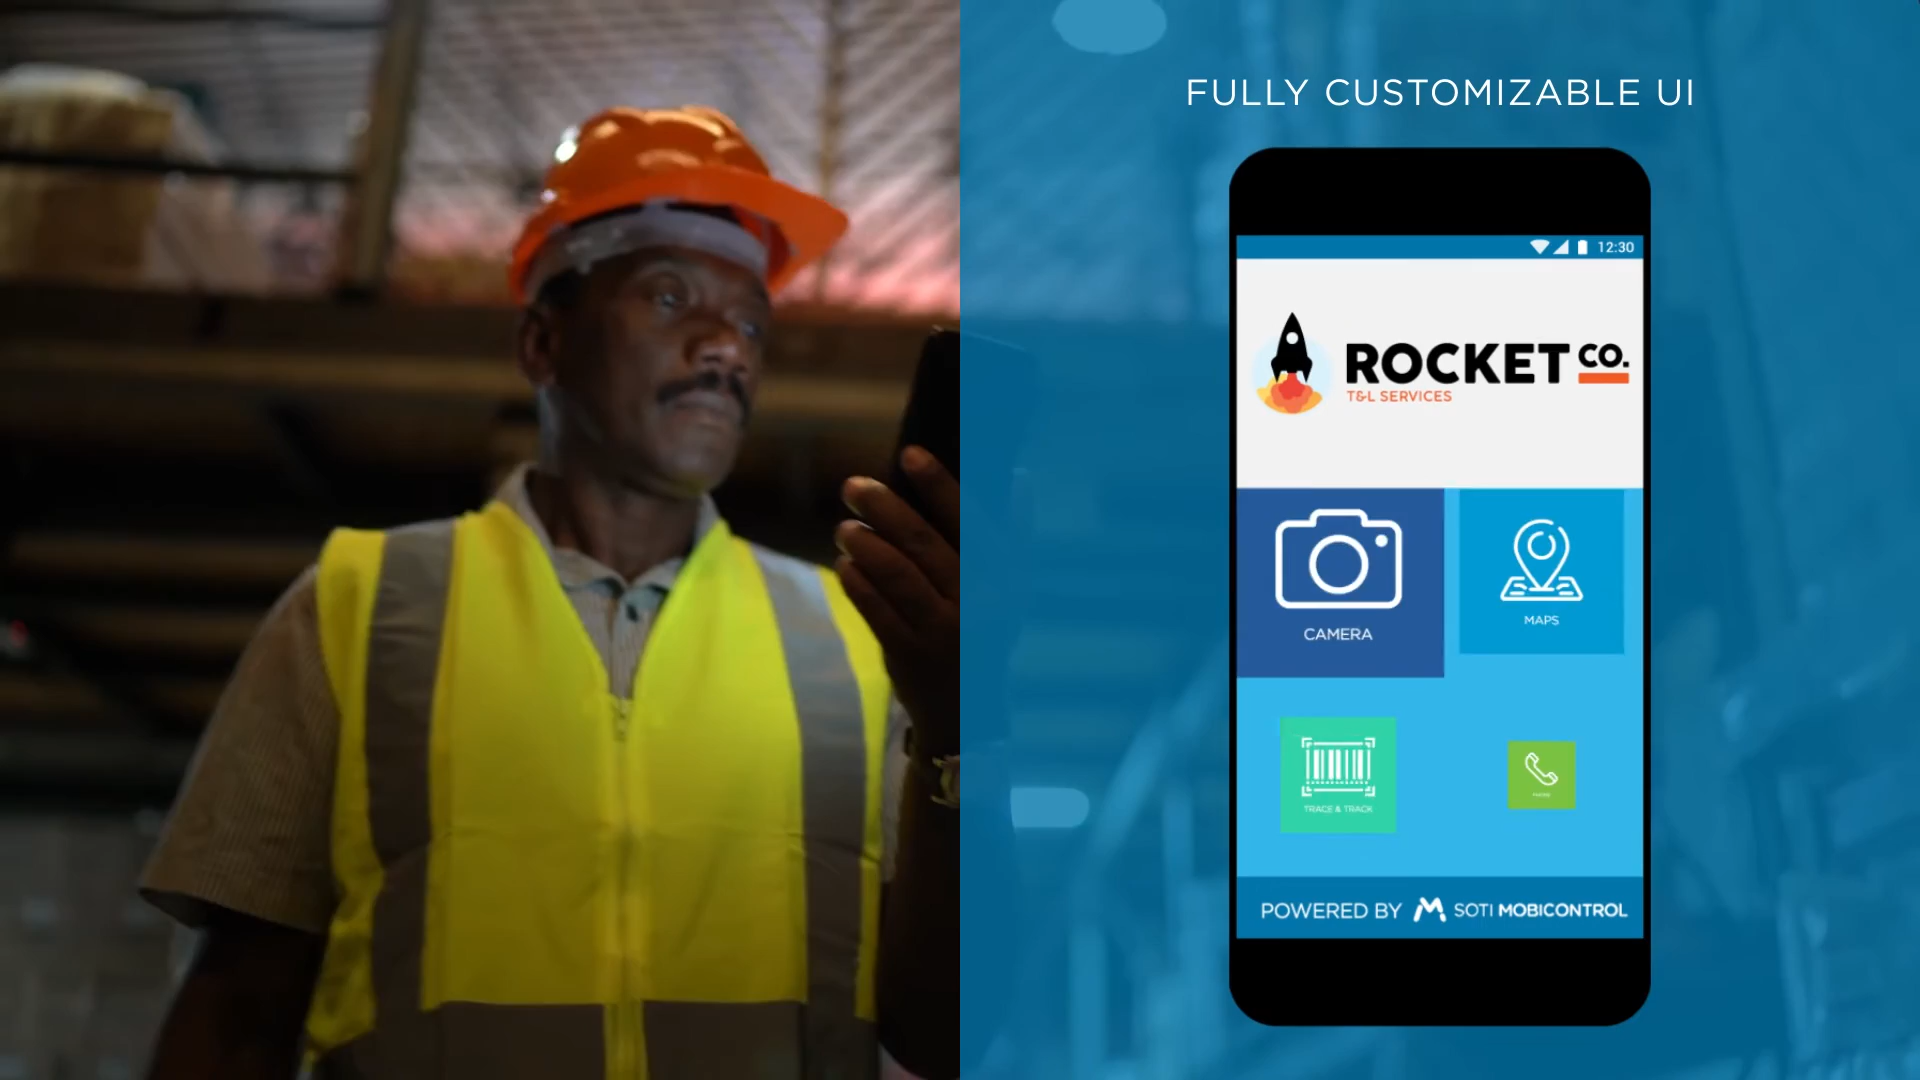 FULLY CUSTOMIZABLE UI
12:30
ROCKET CO.
T&L SERVICES
CAMERA
MAPS
TRACE & TRACK
POWERED BY SOTI MOBICONTROL